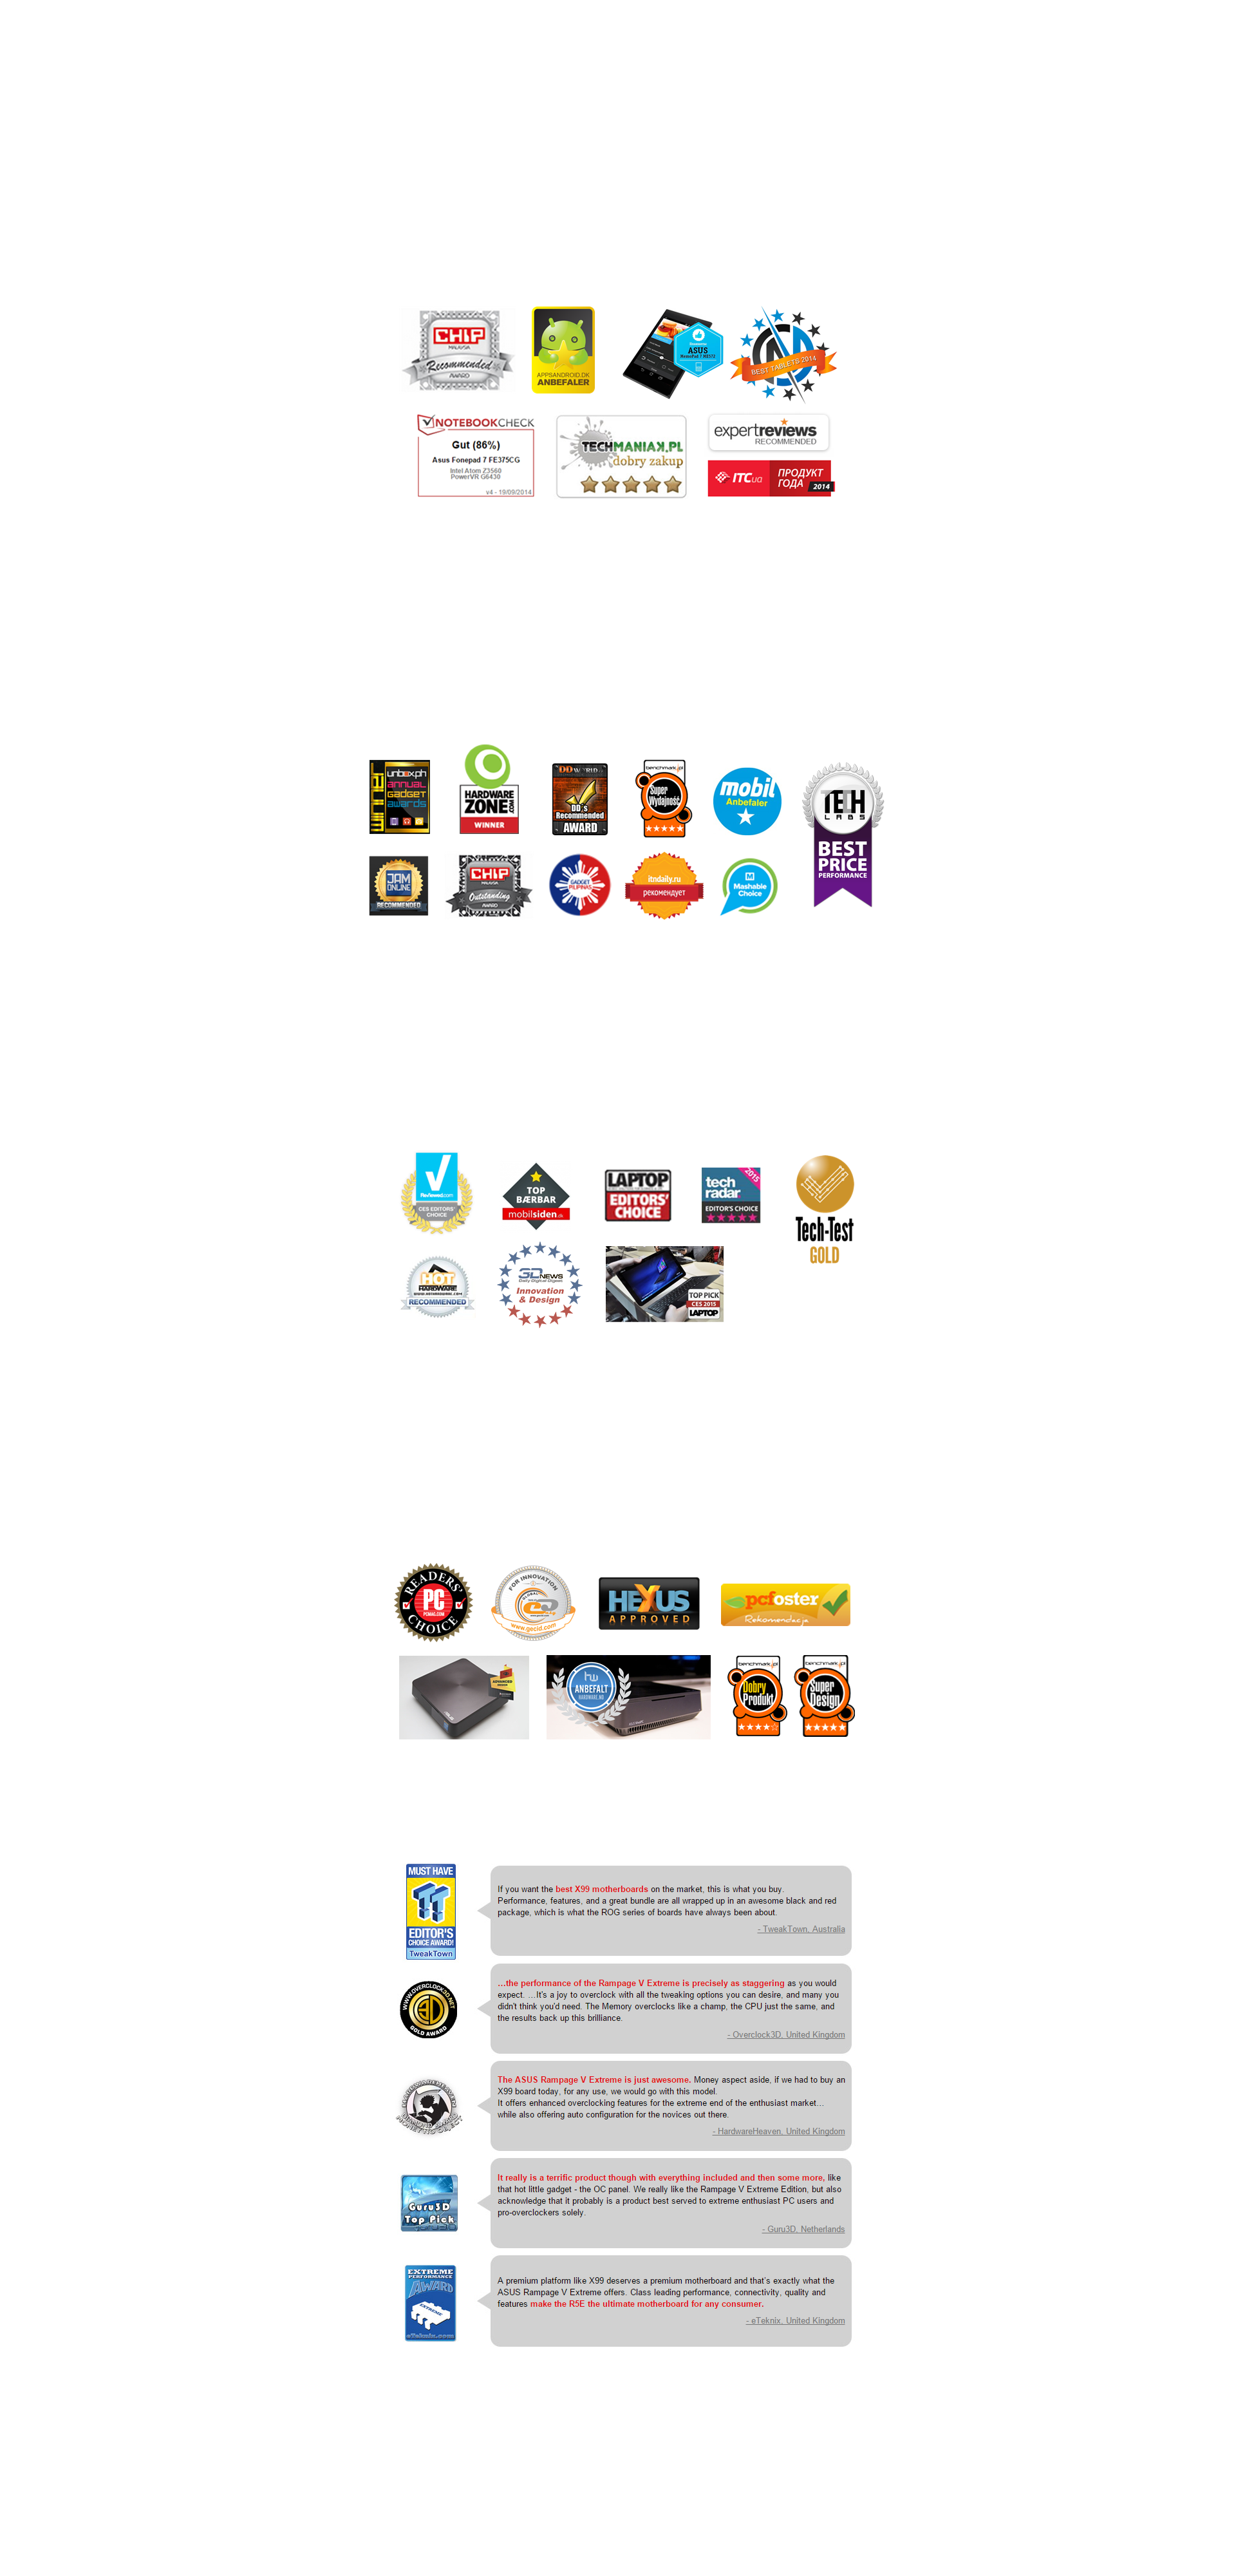 CHIP
MALAYSIA
Recommended
AWARD
APPSANDROID.DK
ANBEFALER
ASUS
BEST TABLETS 2014
NOTEBOOKCHECK
Gut (86%)
Asus Fonepad 7 FE375CG
Intel Atom Z3560
PowerVR G6430
v4 - 19/09/2014
TECHMANIAK.PL
dobry zakup
expertreviews
RECOMMENDED
ITC.ua
ПРОДУКТ
ГОДА
2014
unbox.ph
annual
gadget
awards
HARDWARE
ZONE.COM
WINNER
DD WORLD
DD's
Recommended
AWARD
benchmark.pl
Super
Wydajność
mobil
Anbefaler
TECH
LABS
BEST
PRICE
PERFORMANCE
JAM
ONLINE
RECOMMENDED
CHIP
MALAYSIA
Outstanding
AWARD
GADGET
PILIPINAS
itndaily.ru
рекомендует
M
Mashable
Choice
Reviewed.com
CES EDITORS'
CHOICE
TOP
BÆRBAR
mobilsiden.dk
LAPTOP
EDITORS'
CHOICE
tech
radar
2015
EDITOR'S CHOICE
Tech-Test
GOLD
HOT
HARDWARE
WWW.HOTHARDWARE.COM
RECOMMENDED
3DNEWS
Daily Digital Digest
Innovation
& Design
TOP PICK
CES 2015
LAPTOP
READERS'
PC
PCMAG.COM
CHOICE
FOR INNOVATION
GLOBAL
www.gecid.com
HEXUS
APPROVED
pcfoster
Rekomendacja
ADVANCED
ANBEFALT
HARDWARE.NO
benchmark.pl
Dobry
Produkt
benchmark.pl
Super
Design
MUST HAVE
TT
EDITOR'S
CHOICE AWARD!
TweakTown
If you want the best X99 motherboards on the market, this is what you buy.
Performance, features, and a great bundle are all wrapped up in an awesome black and red
package, which is what the ROG series of boards have always been about.
- TweakTown, Australia
WWW.OVERCLOCK3D.NET
GOLD AWARD
...the performance of the Rampage V Extreme is precisely as staggering as you would
expect. ...It's a joy to overclock with all the tweaking options you can desire, and many you
didn't think you'd need. The Memory overclocks like a champ, the CPU just the same, and
the results back up this brilliance.
- Overclock3D, United Kingdom
HARDWAREHEAVEN
The ASUS Rampage V Extreme is just awesome. Money aspect aside, if we had to buy an
X99 board today, for any use, we would go with this model.
It offers enhanced overclocking features for the extreme end of the enthusiast market...
while also offering auto configuration for the novices out there.
- HardwareHeaven, United Kingdom
Guru3D
Top Pick
It really is a terrific product though with everything included and then some more, like
that hot little gadget - the OC panel. We really like the Rampage V Extreme Edition, but also
acknowledge that it probably is a product best served to extreme enthusiast PC users and
pro-overclockers solely.
- Guru3D, Netherlands
EXTREME
PERFORMANCE
AWARD
EXTREME
eTeknix.com
A premium platform like X99 deserves a premium motherboard and that's exactly what the
ASUS Rampage V Extreme offers. Class leading performance, connectivity, quality and
features make the R5E the ultimate motherboard for any consumer.
- eTeknix, United Kingdom